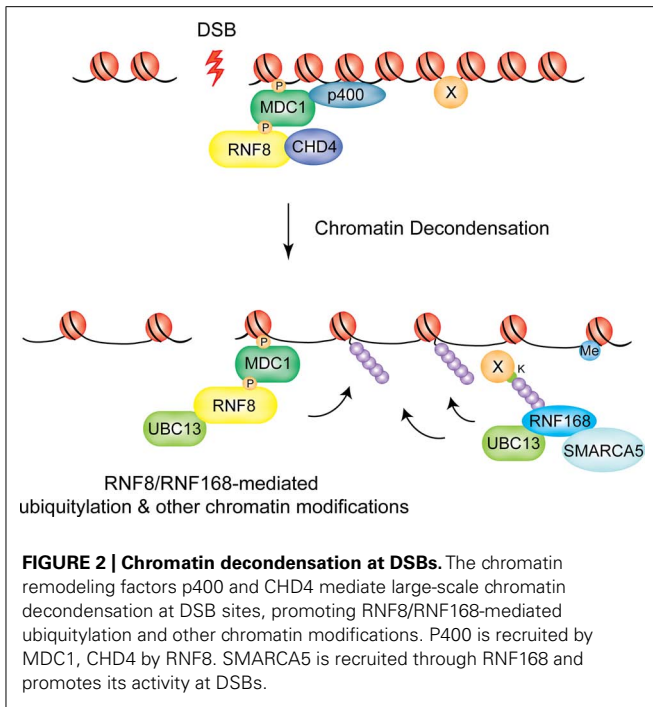 DSB
P
MDC1
p400
X
P
RNF8
CHD4
Chromatin Decondensation
P
MDC1
P
RNF8
UBC13
Me
X
K
RNF168
UBC13
SMARCA5
RNF8/RNF168-mediated
ubiquitylation & other chromatin modifications
FIGURE 2 | Chromatin decondensation at DSBs. The chromatin
remodeling factors p400 and CHD4 mediate large-scale chromatin
decondensation at DSB sites, promoting RNF8/RNF168-mediated
ubiquitylation and other chromatin modifications. P400 is recruited by
MDC1, CHD4 by RNF8. SMARCA5 is recruited through RNF168 and
promotes its activity at DSBs.